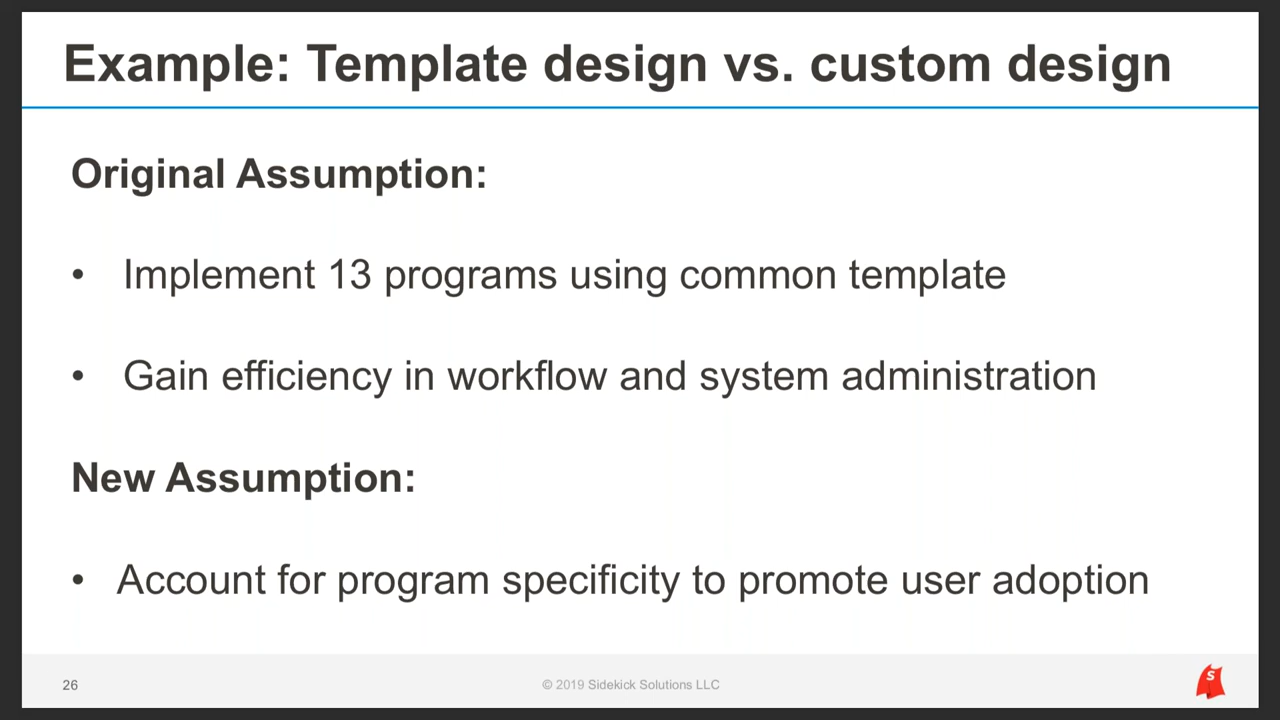 Example: Template design vs. custom design
Original Assumption:
• Implement 13 programs using common template
• Gain efficiency in workflow and system administration
New Assumption:
• Account for program specificity to promote user adoption
26
© 2019 Sidekick Solutions LLC
S